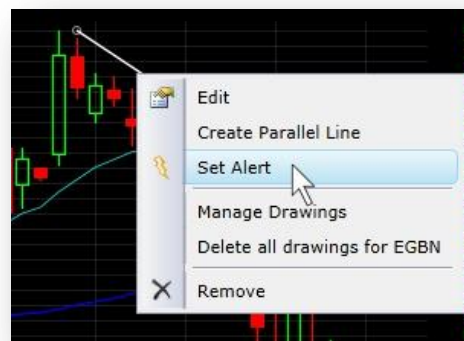 Edit
Create Parallel Line
Set Alert
Manage Drawings
Delete all drawings for EGBN
Remove